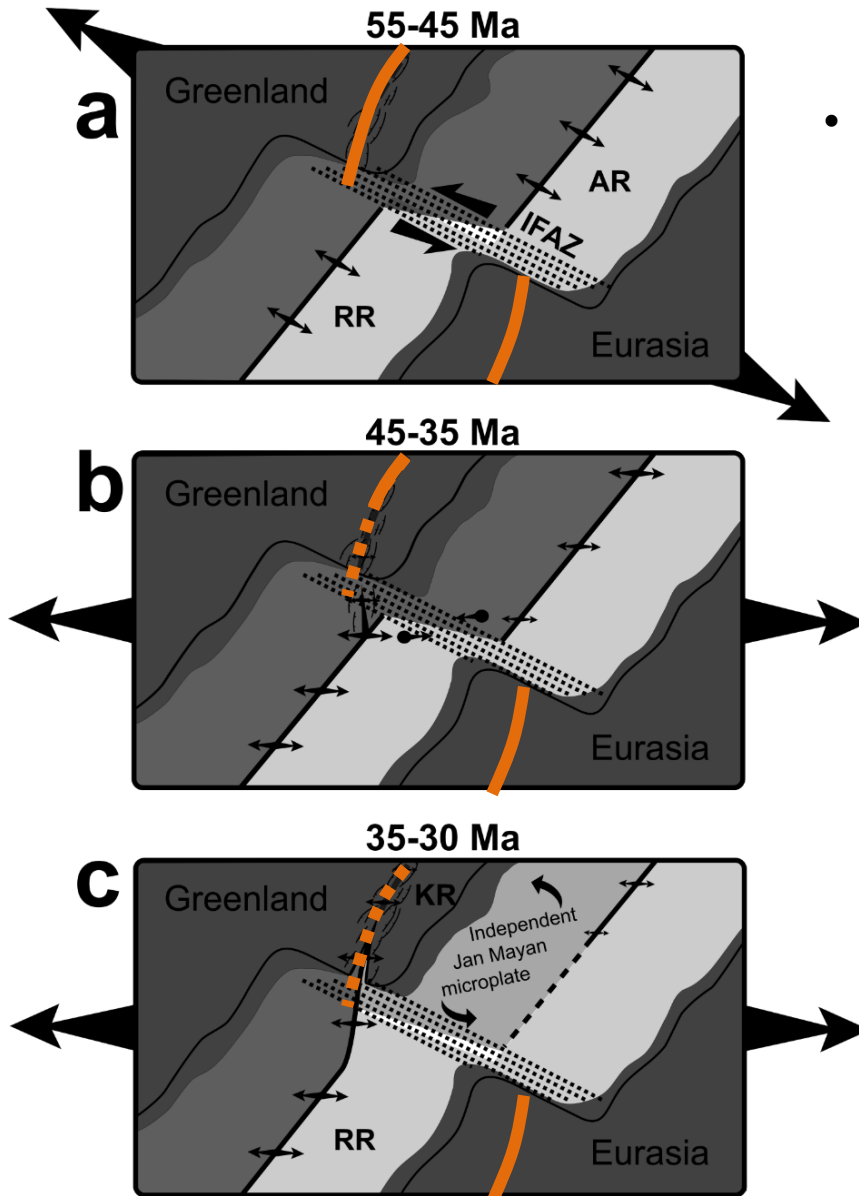 55-45 Ma
a
Greenland
AR
IFAZ
RR
Eurasia
45-35 Ma
b
Greenland
Eurasia
35-30 Ma
c
Greenland
KR
Independent
Jan Mayan
microplate
RR
Eurasia